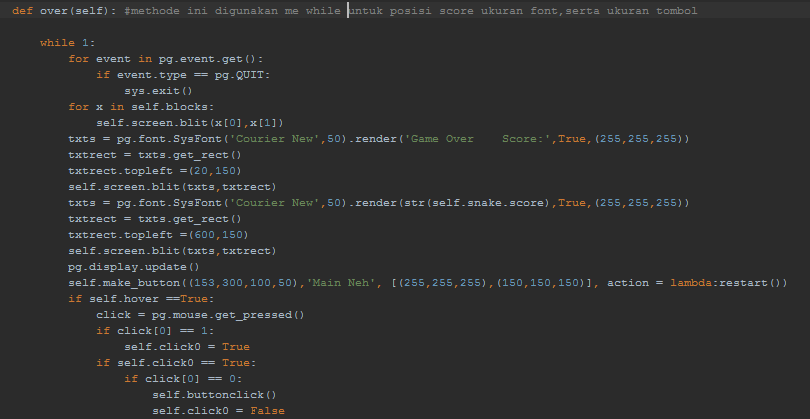 def over(self): #methode ini digunakan me while untuk posisi score ukuran font,serta ukuran tombol
while 1:
for event in pg.event.get():
if event.type == pg.QUIT:
sys.exit()
for x in self.blocks:
self.screen.blit(x[0],x[1])
txts = pg.font.SysFont('Courier New',50).render('Game Over    Score:',True,(255,255,255))
txtrect = txts.get_rect()
txtrect.topleft =(20,150)
self.screen.blit(txts,txtrect)
txts = pg.font.SysFont('Courier New',50).render(str(self.snake.score),True,(255,255,255))
txtrect = txts.get_rect()
txtrect.topleft =(600,150)
self.screen.blit(txts,txtrect)
pg.display.update()
self.make_button((153,300,100,50),'Main Neh', [(255,255,255),(150,150,150)], action = lambda:restart())
if self.hover ==True:
click = pg.mouse.get_pressed()
if click[0] == 1:
self.click0 = True
if self.click0 == True:
if click[0] == 0:
self.buttonclick()
self.click0 = False